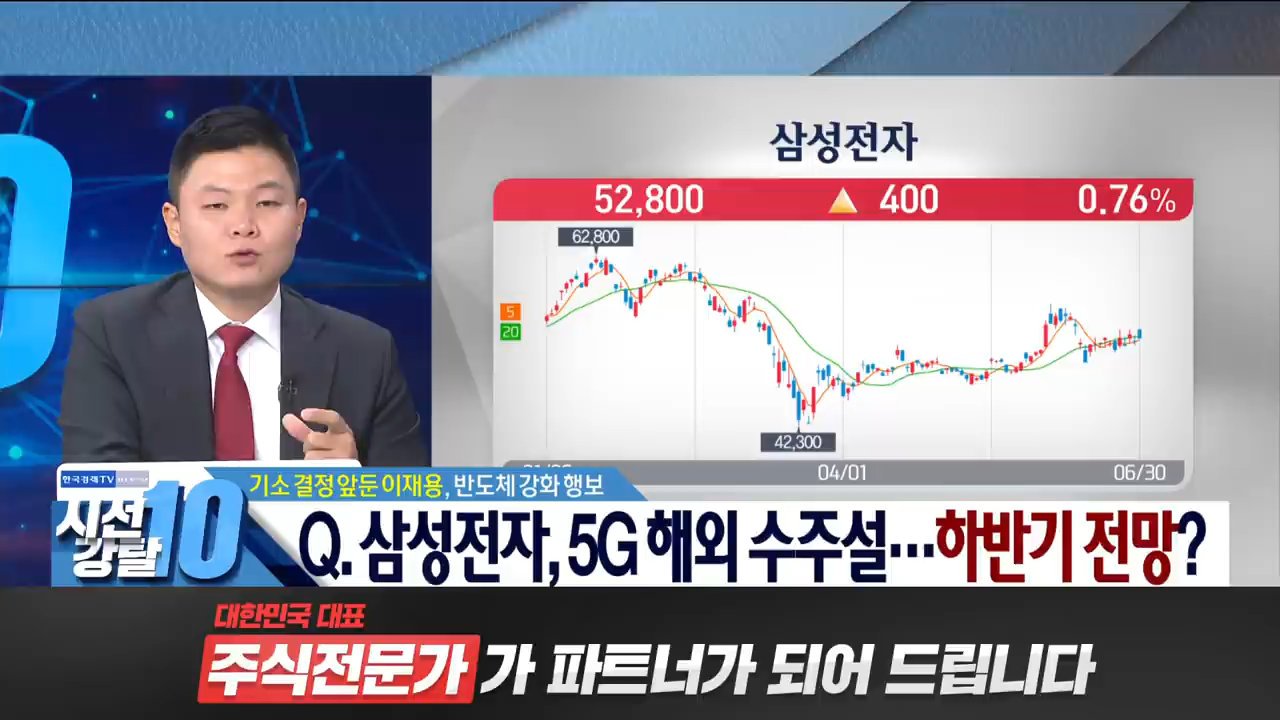 삼성전자
52,800 ▲ 400 0.76%
62,800
5
20
42,300
04/01 06/30
한국경제TV
기소 결정 앞둔 이재용, 반도체 강화 행보
시선강탈10
Q. 삼성전자, 5G 해외 수주설…하반기 전망?
대한민국 대표
주식전문가가 파트너가 되어 드립니다